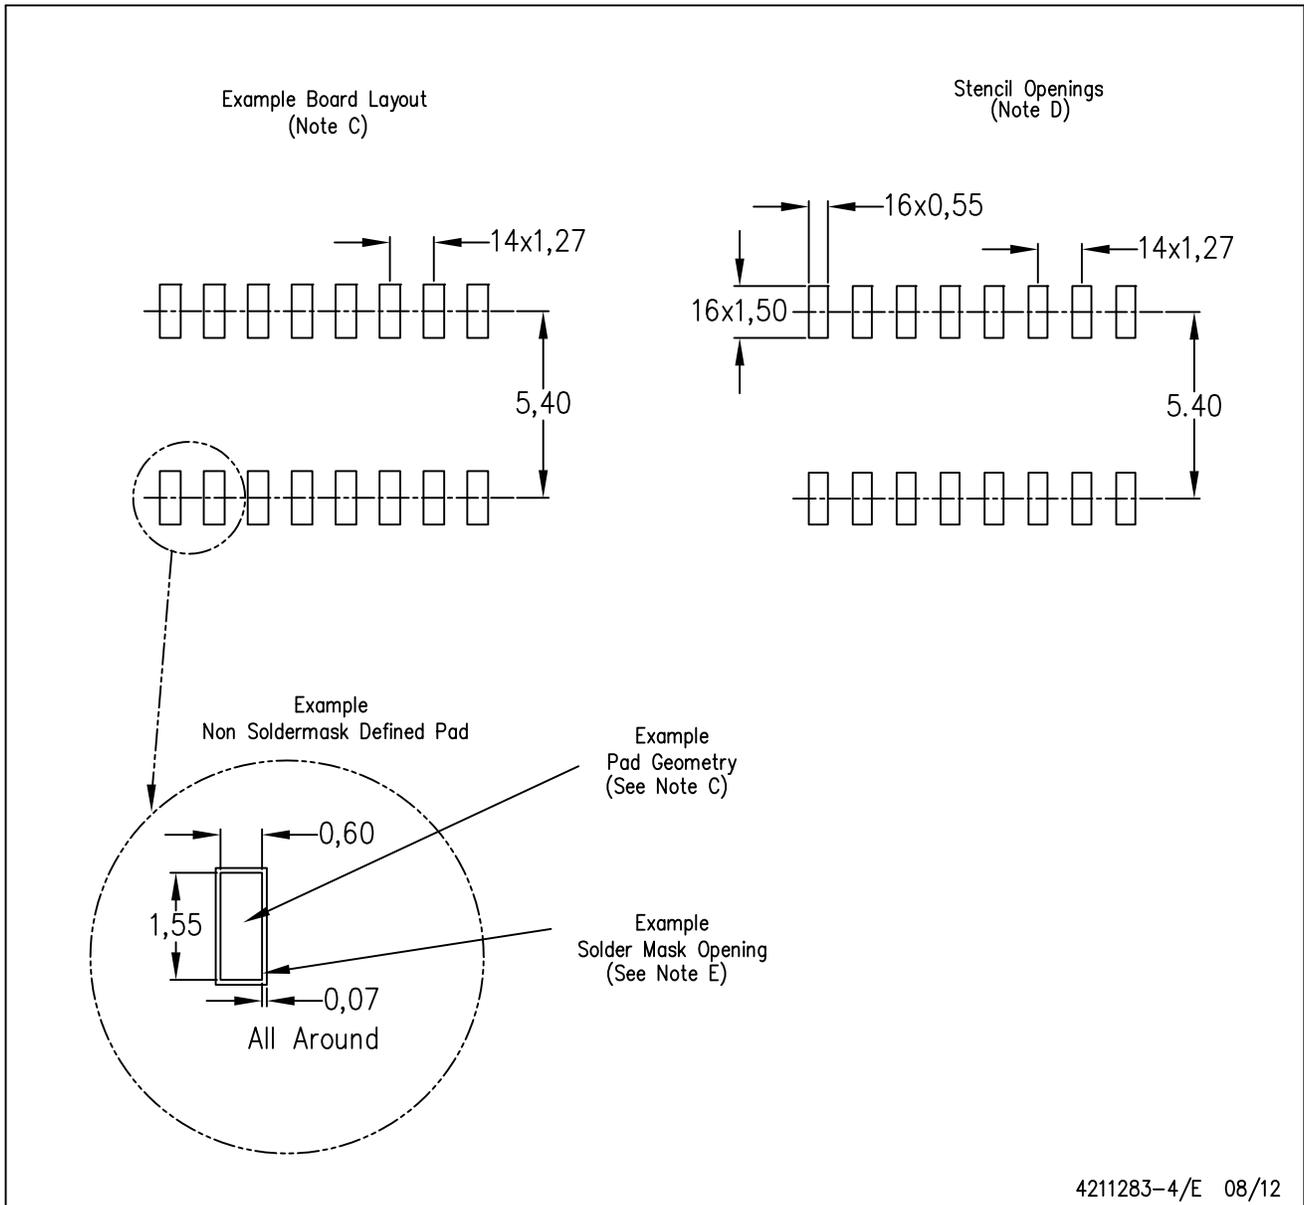 Example Board Layout
(Note C)
Stencil Openings
(Note D)
14x1,27
5,40
16x0,55
14x1,27
16x1,50
5.40
Example
Non Soldermask Defined Pad
Example
Pad Geometry
(See Note C)
0,60
1,55
Example
Solder Mask Opening
(See Note E)
0,07
All Around
4211283-4/E 08/12